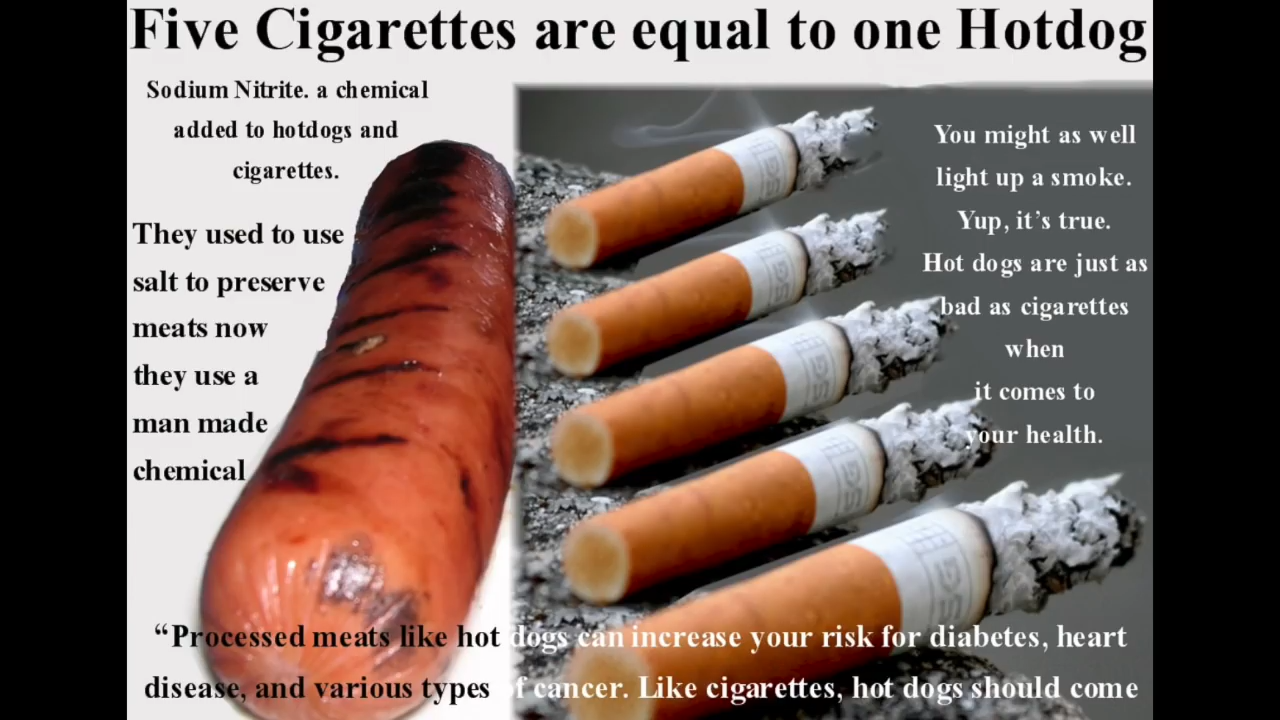 Five Cigarettes are equal to one Hotdog
Sodium Nitrite. a chemical
added to hotdogs and
cigarettes.
They used to use
salt to preserve
meats now
they use a
man made
chemical
You might as well
light up a smoke.
Yup, it’s true.
Hot dogs are just as
bad as cigarettes
when
it comes to
your health.
“Processed meats like hot dogs can increase your risk for diabetes, heart
disease, and various types of cancer. Like cigarettes, hot dogs should come